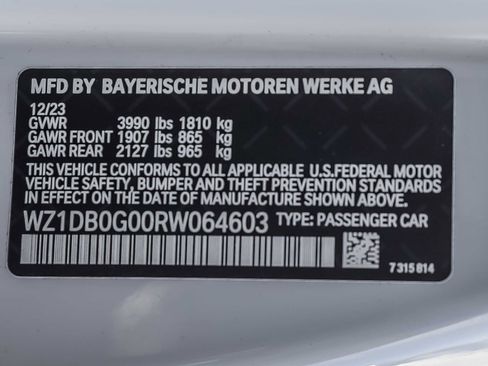 MFD BY BAYERISCHE MOTOREN WERKE AG
12/23
GVWR 3990 lbs 1810 kg
GAWR FRONT 1907 lbs 865 kg
GAWR REAR 2127 lbs 965 kg
THIS VEHICLE CONFORMS TO ALL APPLICABLE U.S.FEDERAL MOTOR
VEHICLE SAFETY, BUMPER AND THEFT PREVENTION STANDARDS
IN EFFECT ON THE DATE OF MANUFACTURE SHOWN ABOVE.
WZ1DB0G00RW064603 TYPE: PASSENGER CAR
7315814